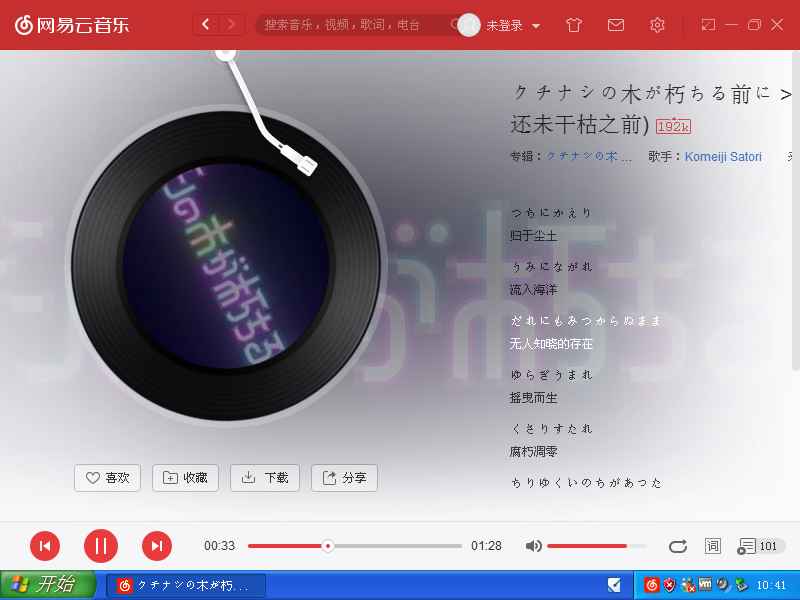 网易云音乐
搜索音乐，视频，歌词，电台
未登录
クチナシの木が朽ちる前に >
还未干枯之前) 192k
专辑：クチナシの木 ... 歌手：Komeiji Satori
つちにかえり
归于尘土
うみにながれ
流入海洋
だれにもみつからぬまま
无人知晓的存在
ゆらぎうまれ
摇曳而生
くさりすたれ
腐朽凋零
ちりゆくいのちがあつた
喜欢 收藏 下载 分享
00:33 01:28 词 101
开始 クチナシの木が朽... 10:41